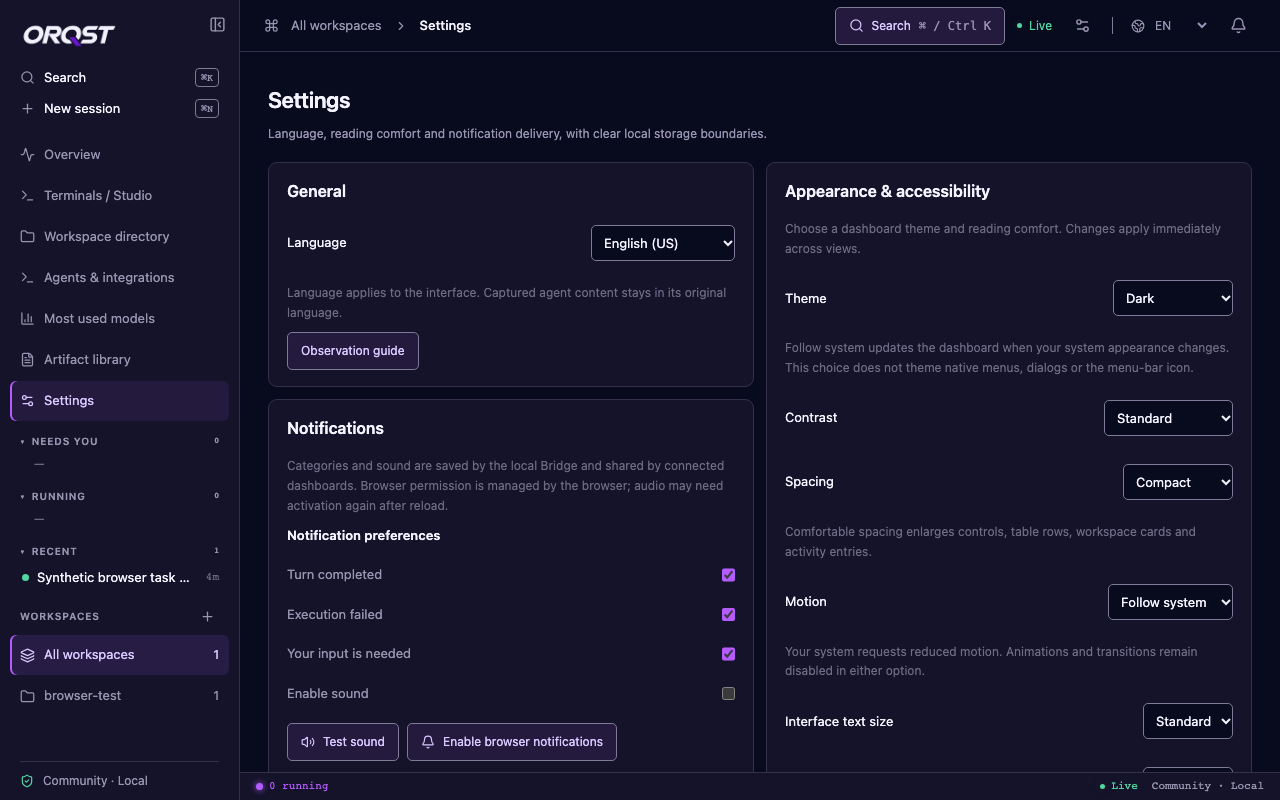 ORQST
Search ⌘K
New session ⌘N
Overview
Terminals / Studio
Workspace directory
Agents & integrations
Most used models
Artifact library
Settings
NEEDS YOU 0
—
RUNNING 0
—
RECENT 1
Synthetic browser task ... 4m
WORKSPACES
All workspaces 1
browser-test 1
Community · Local
⌘ All workspaces > Settings
Search ⌘ / Ctrl K
Live
EN
Settings
Language, reading comfort and notification delivery, with clear local storage boundaries.
General
Language English (US)
Language applies to the interface. Captured agent content stays in its original
language.
Observation guide
Notifications
Categories and sound are saved by the local Bridge and shared by connected
dashboards. Browser permission is managed by the browser; audio may need
activation again after reload.
Notification preferences
Turn completed
Execution failed
Your input is needed
Enable sound
Test sound
Enable browser notifications
Appearance & accessibility
Choose a dashboard theme and reading comfort. Changes apply immediately
across views.
Theme Dark
Follow system updates the dashboard when your system appearance changes.
This choice does not theme native menus, dialogs or the menu-bar icon.
Contrast Standard
Spacing Compact
Comfortable spacing enlarges controls, table rows, workspace cards and
activity entries.
Motion Follow system
Your system requests reduced motion. Animations and transitions remain
disabled in either option.
Interface text size Standard
0 running
Live Community · Local